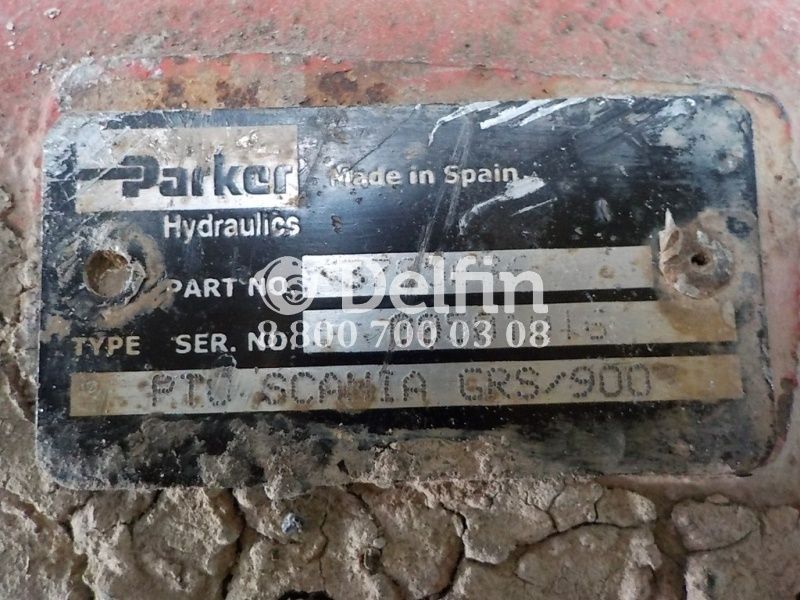 Parker
Made in Spain
Hydraulics
PART NO.
© Delfin
8 800 700 03 08
TYPE SER. NO.
P.T.O SCANIA GRS/900